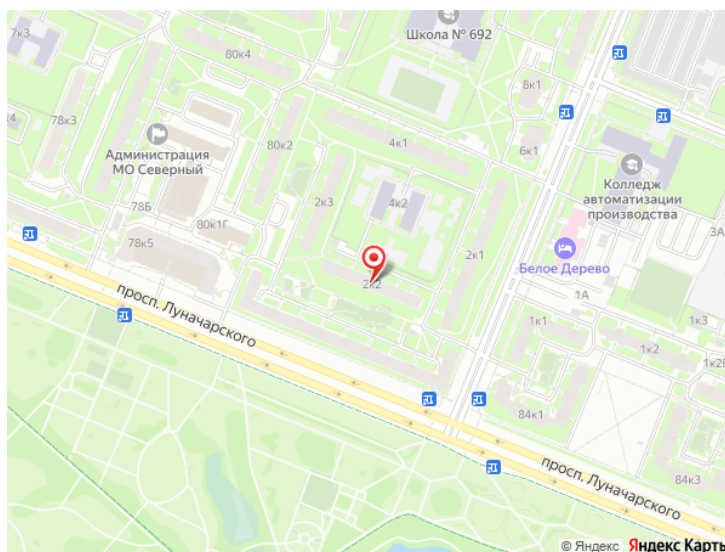 7к3
80к4
Школа № 692
8к1
к4
78к3
Администрация
МО Северный
80к2
4к1
6к1
Колледж
автоматизации
производства
78Б
80к1Г
2к3
4к2
3А
78к5
2к1
Белое Дерево
2к2
1А
просп. Луначарского
1к1
1к3
1к2
1к2Б
84к1
просп. Луначарского
84к3
© Яндекс Яндекс Карты